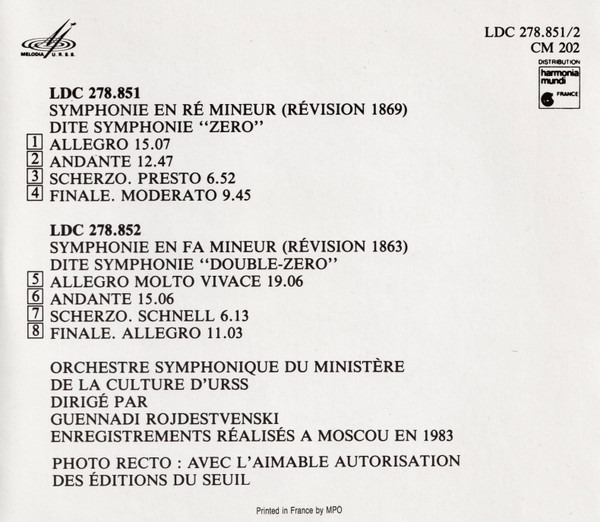 MELODIA U.R.S.S.
LDC 278.851/2
CM 202
DISTRIBUTION
harmonia
mundi
FRANCE
LDC 278.851
SYMPHONIE EN RÉ MINEUR (RÉVISION 1869)
DITE SYMPHONIE “ZERO”
1 ALLEGRO 15.07
2 ANDANTE 12.47
3 SCHERZO. PRESTO 6.52
4 FINALE. MODERATO 9.45
LDC 278.852
SYMPHONIE EN FA MINEUR (RÉVISION 1863)
DITE SYMPHONIE “DOUBLE-ZERO”
5 ALLEGRO MOLTO VIVACE 19.06
6 ANDANTE 15.06
7 SCHERZO. SCHNELL 6.13
8 FINALE. ALLEGRO 11.03
ORCHESTRE SYMPHONIQUE DU MINISTÈRE
DE LA CULTURE D'URSS
DIRIGÉ PAR
GUENNADI ROJDESTVENSKI
ENREGISTREMENTS RÉALISÉS A MOSCOU EN 1983
PHOTO RECTO : AVEC L'AIMABLE AUTORISATION
DES ÉDITIONS DU SEUIL
Printed in France by MPO